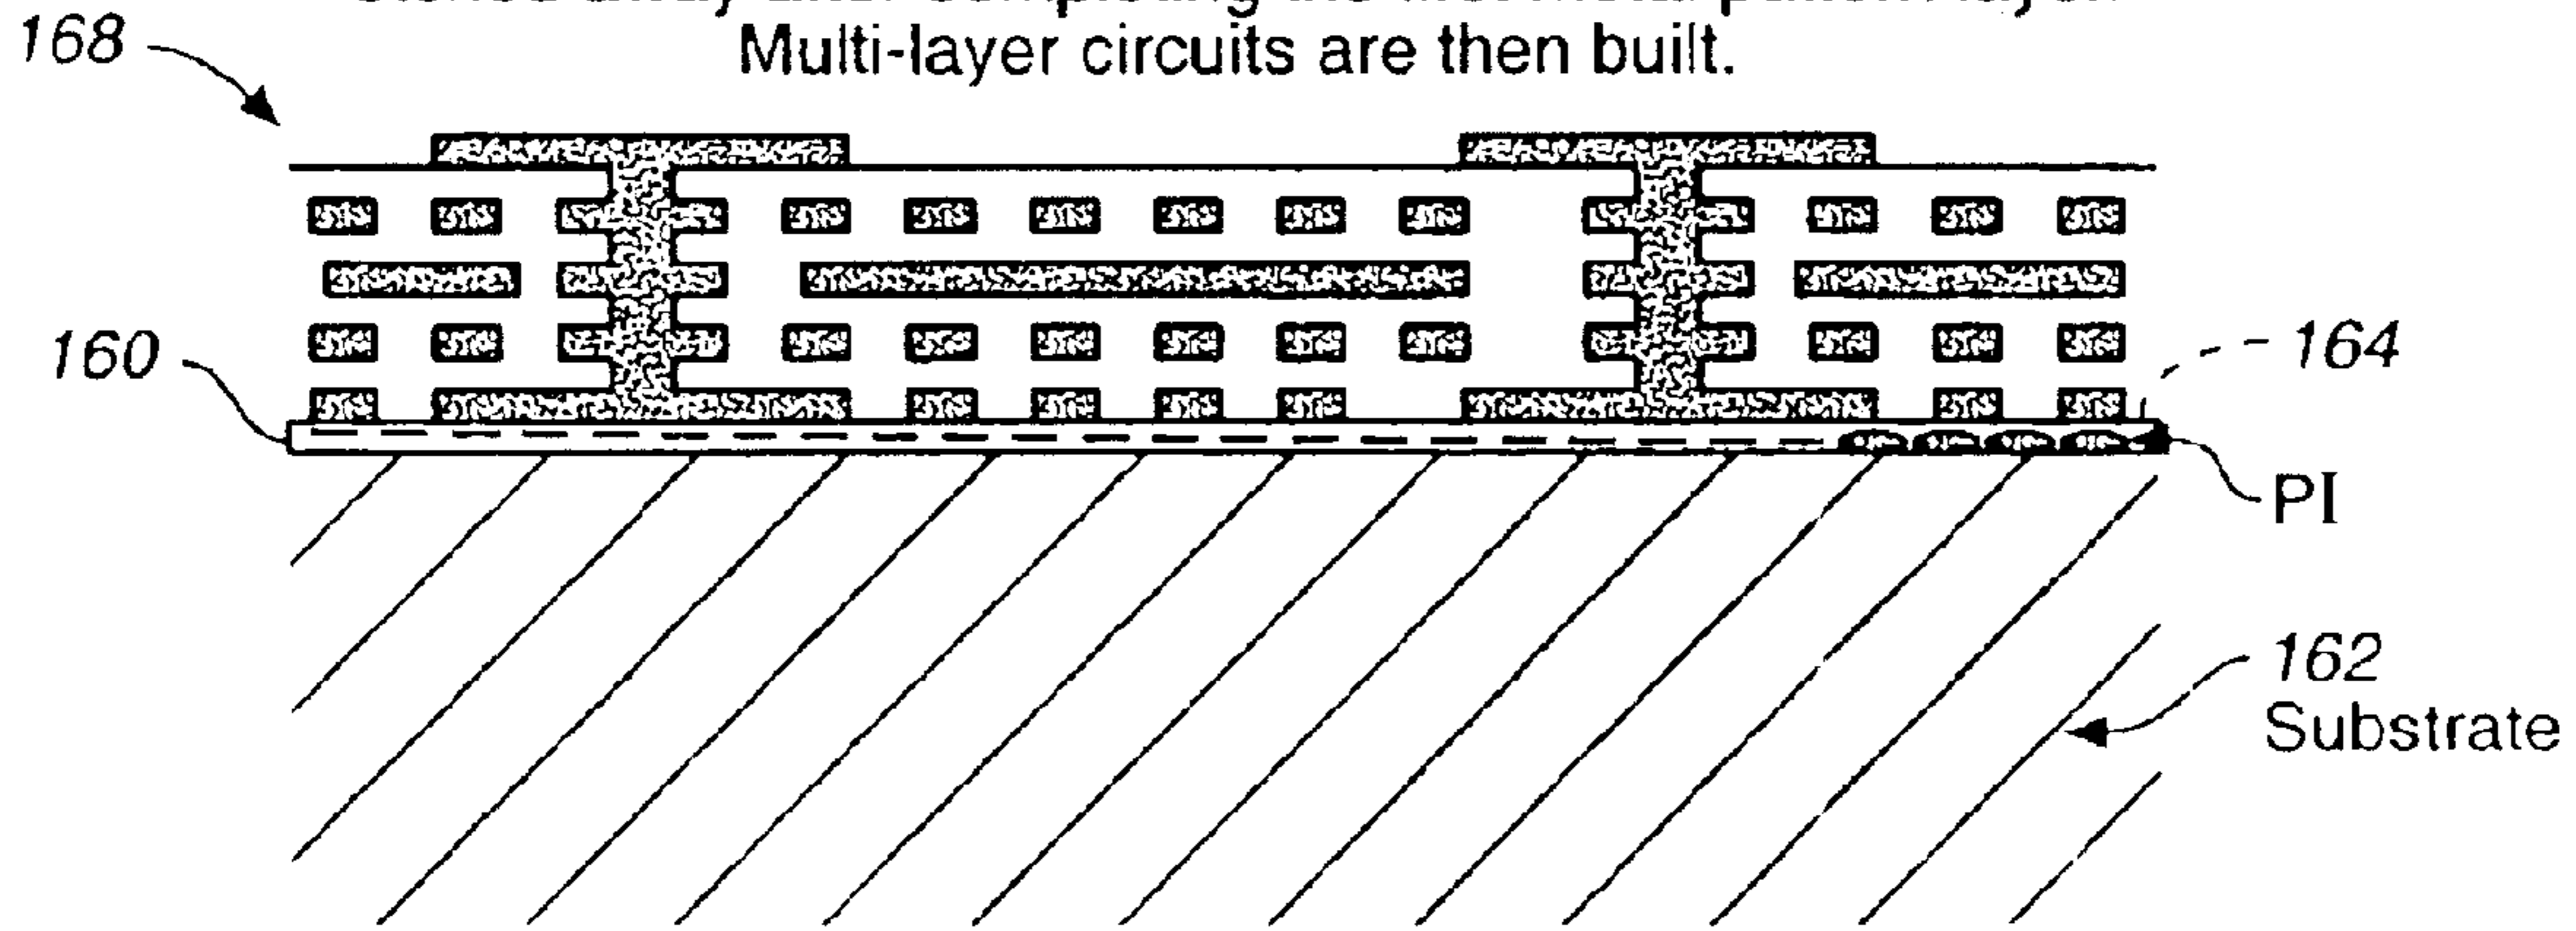 168
Multi-layer circuits are then built.
160
164
PI
162
Substrate